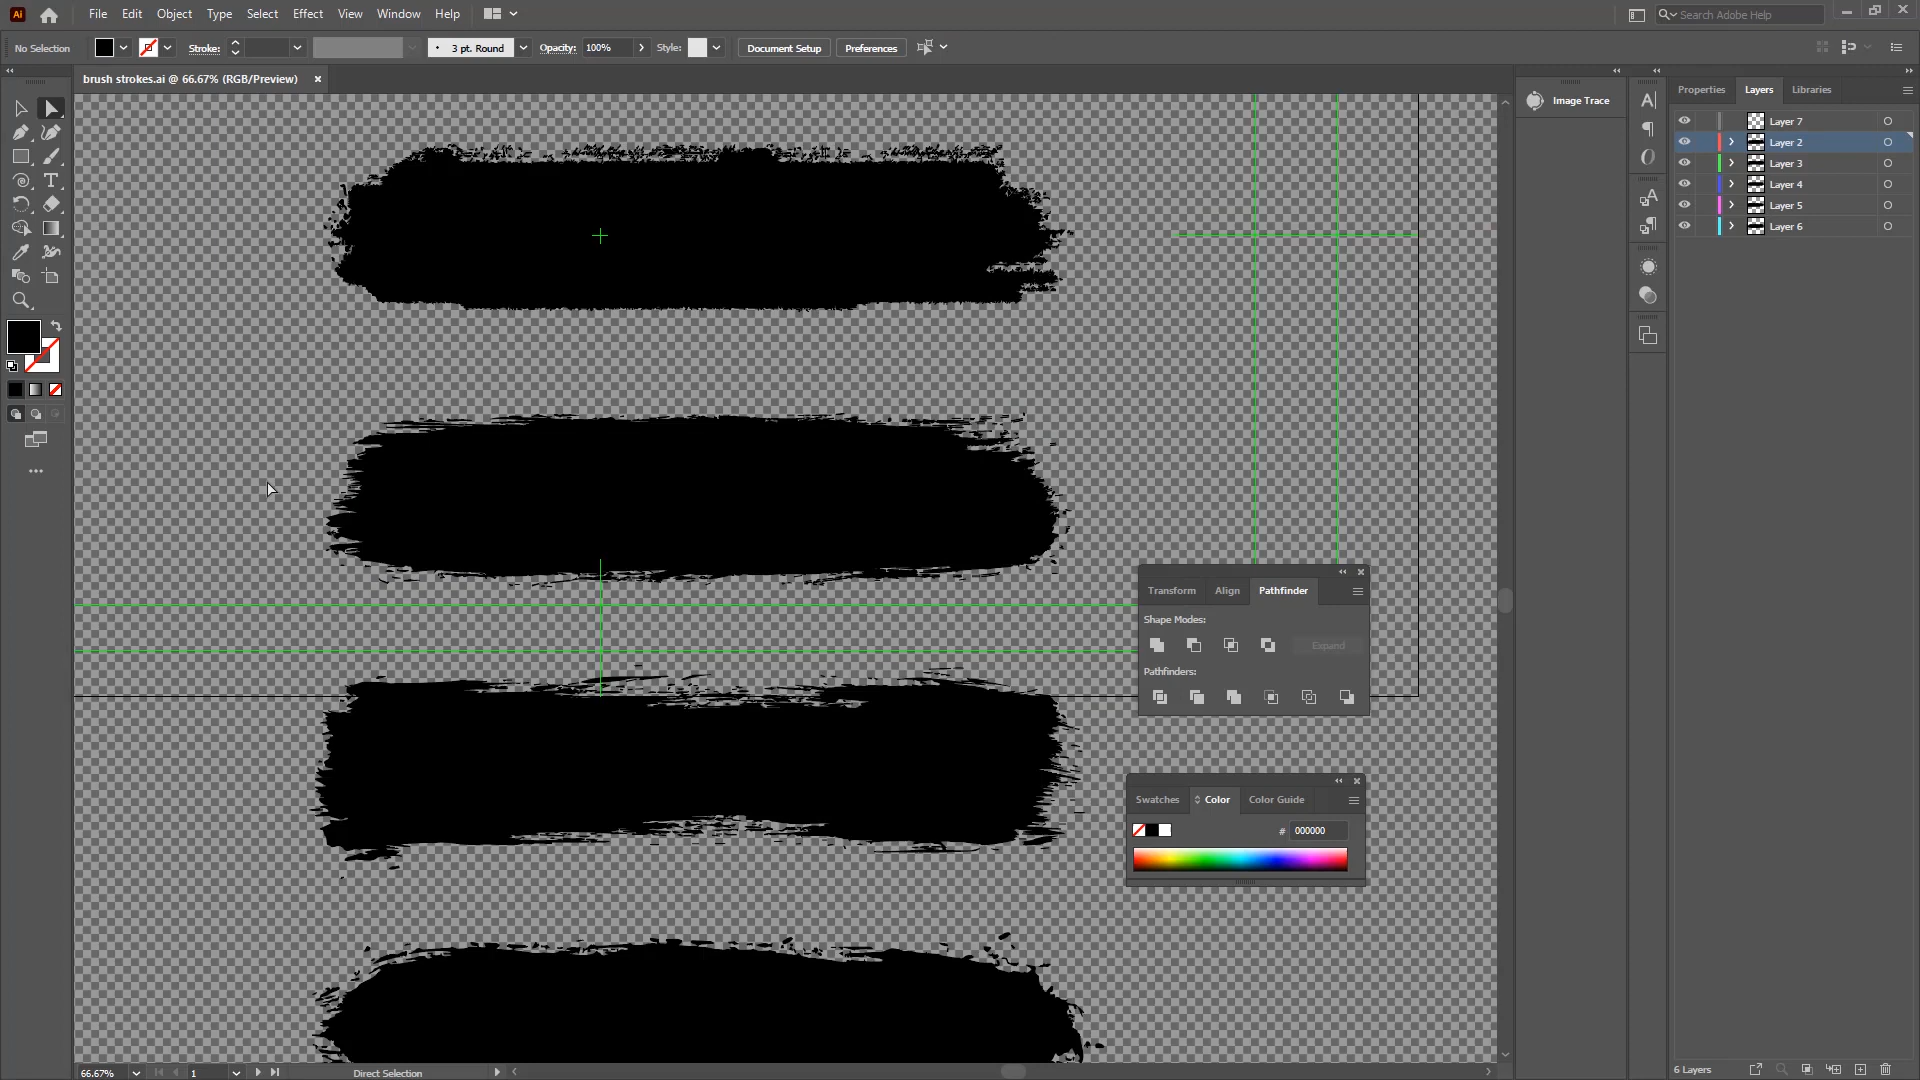 Ai File Edit Object Type Select Effect View Window Help Search Adobe Help
No Selection Stroke: 3 pt. Round Opacity: 100% Style: Document Setup Preferences
brush strokes.ai @ 66.67% (RGB/Preview)
Image Trace
Properties Layers Libraries
Layer 7
Layer 2
Layer 3
Layer 4
Layer 5
Layer 6
Transform Align Pathfinder
Shape Modes:
Expand
Pathfinders:
Swatches Color Color Guide
# 000000
66.67% 1 Direct Selection
6 Layers